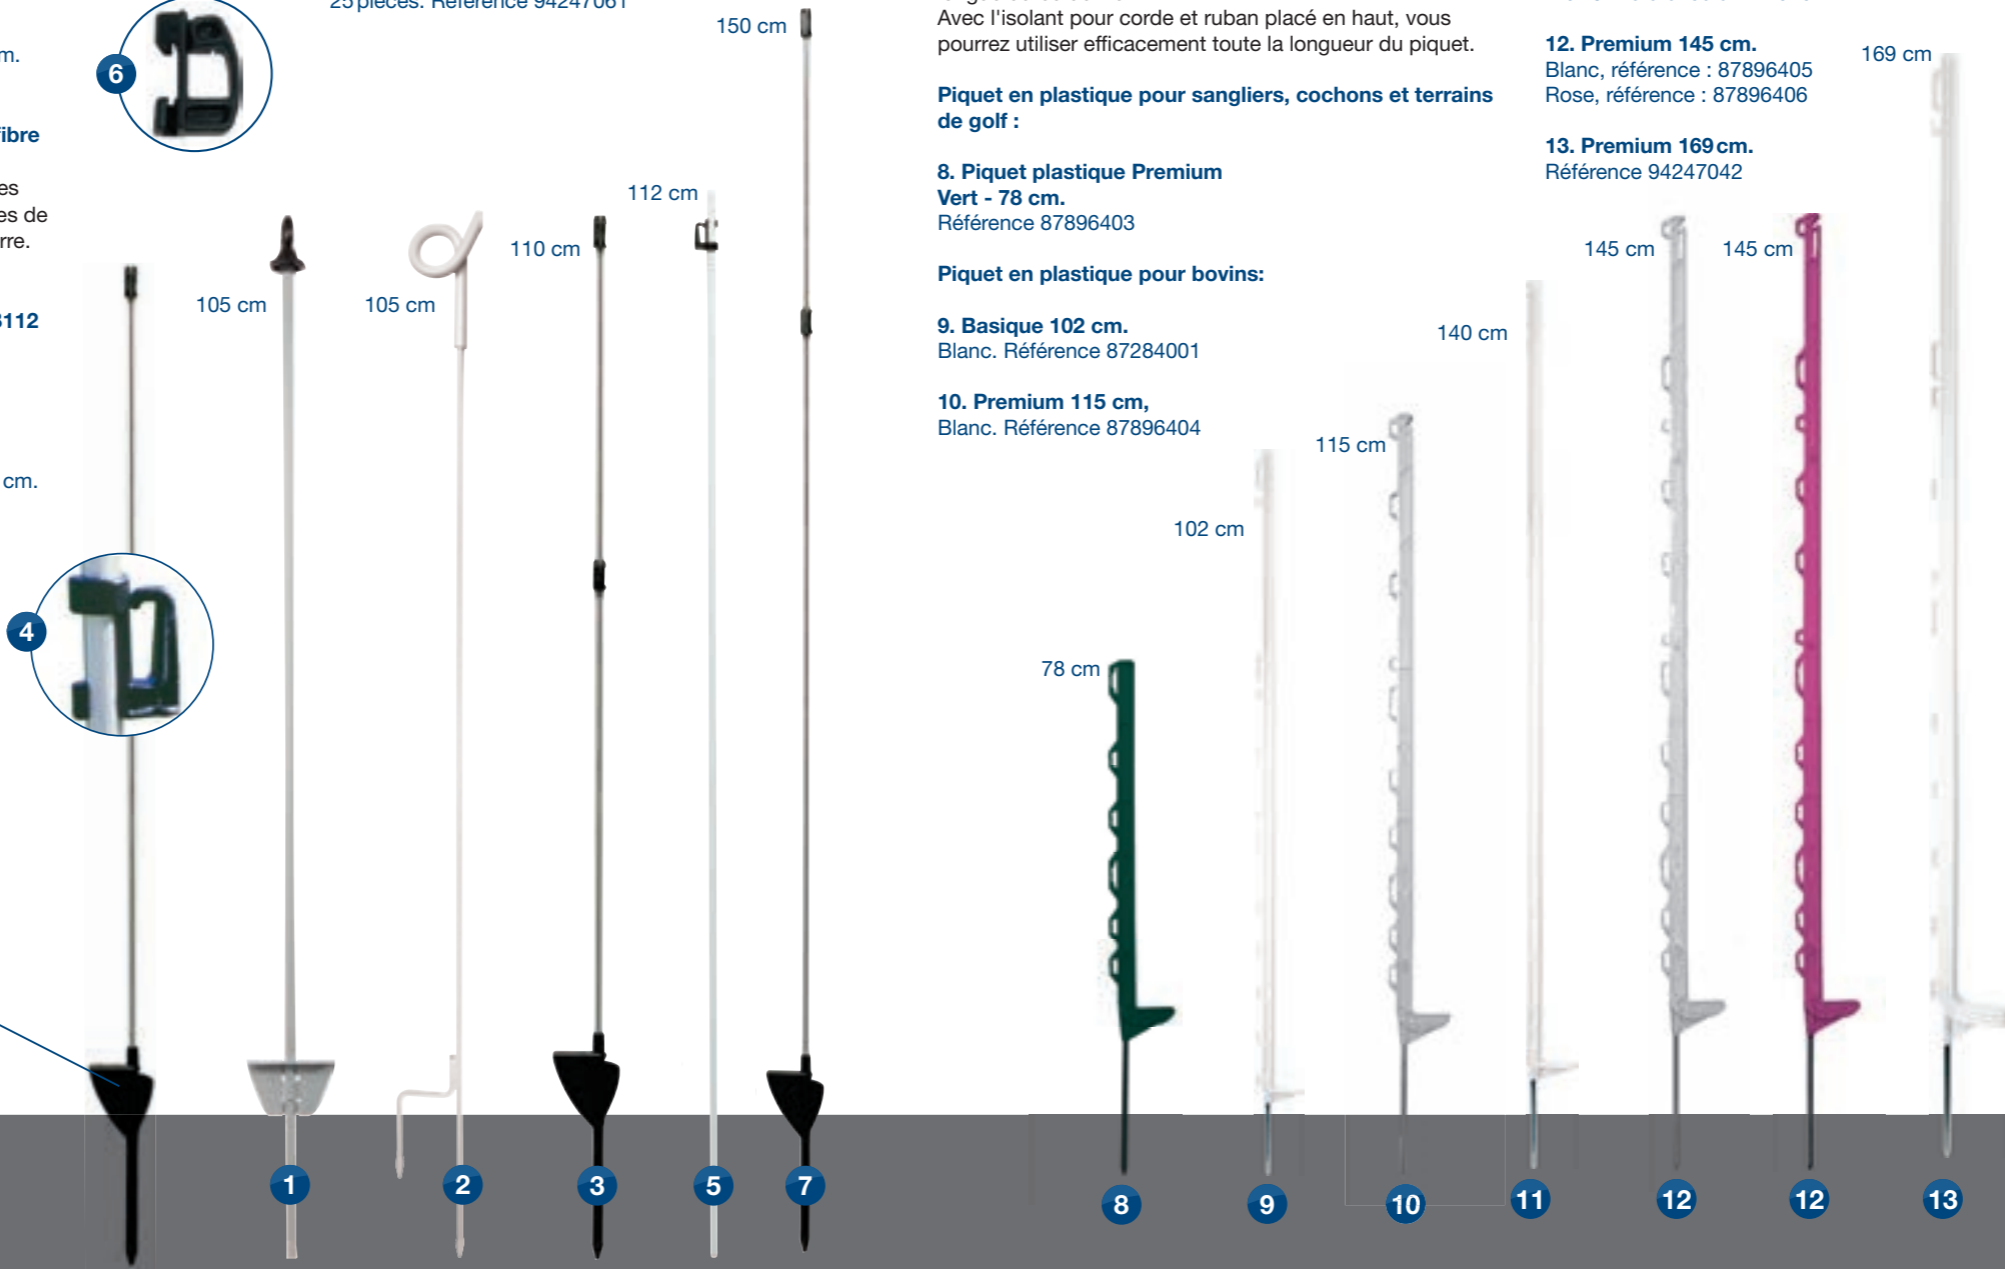 25 pièces. Référence 94247061
m.
6
fibre
es
es de
rre.
112
cm.
4
105 cm
105 cm
110 cm
112 cm
150 cm
1
2
3
5
7
Avec l'isolant pour corde et ruban placé en haut, vous
pourrez utiliser efficacement toute la longueur du piquet.
Piquet en plastique pour sangliers, cochons et terrains
de golf :
8. Piquet plastique Premium
Vert - 78 cm.
Référence 87896403
Piquet en plastique pour bovins:
9. Basique 102 cm.
Blanc. Référence 87284001
10. Premium 115 cm,
Blanc. Référence 87896404
12. Premium 145 cm.
Blanc, référence : 87896405
Rose, référence : 87896406
13. Premium 169 cm.
Référence 94247042
78 cm
102 cm
115 cm
140 cm
145 cm
145 cm
169 cm
8
9
10
11
12
12
13